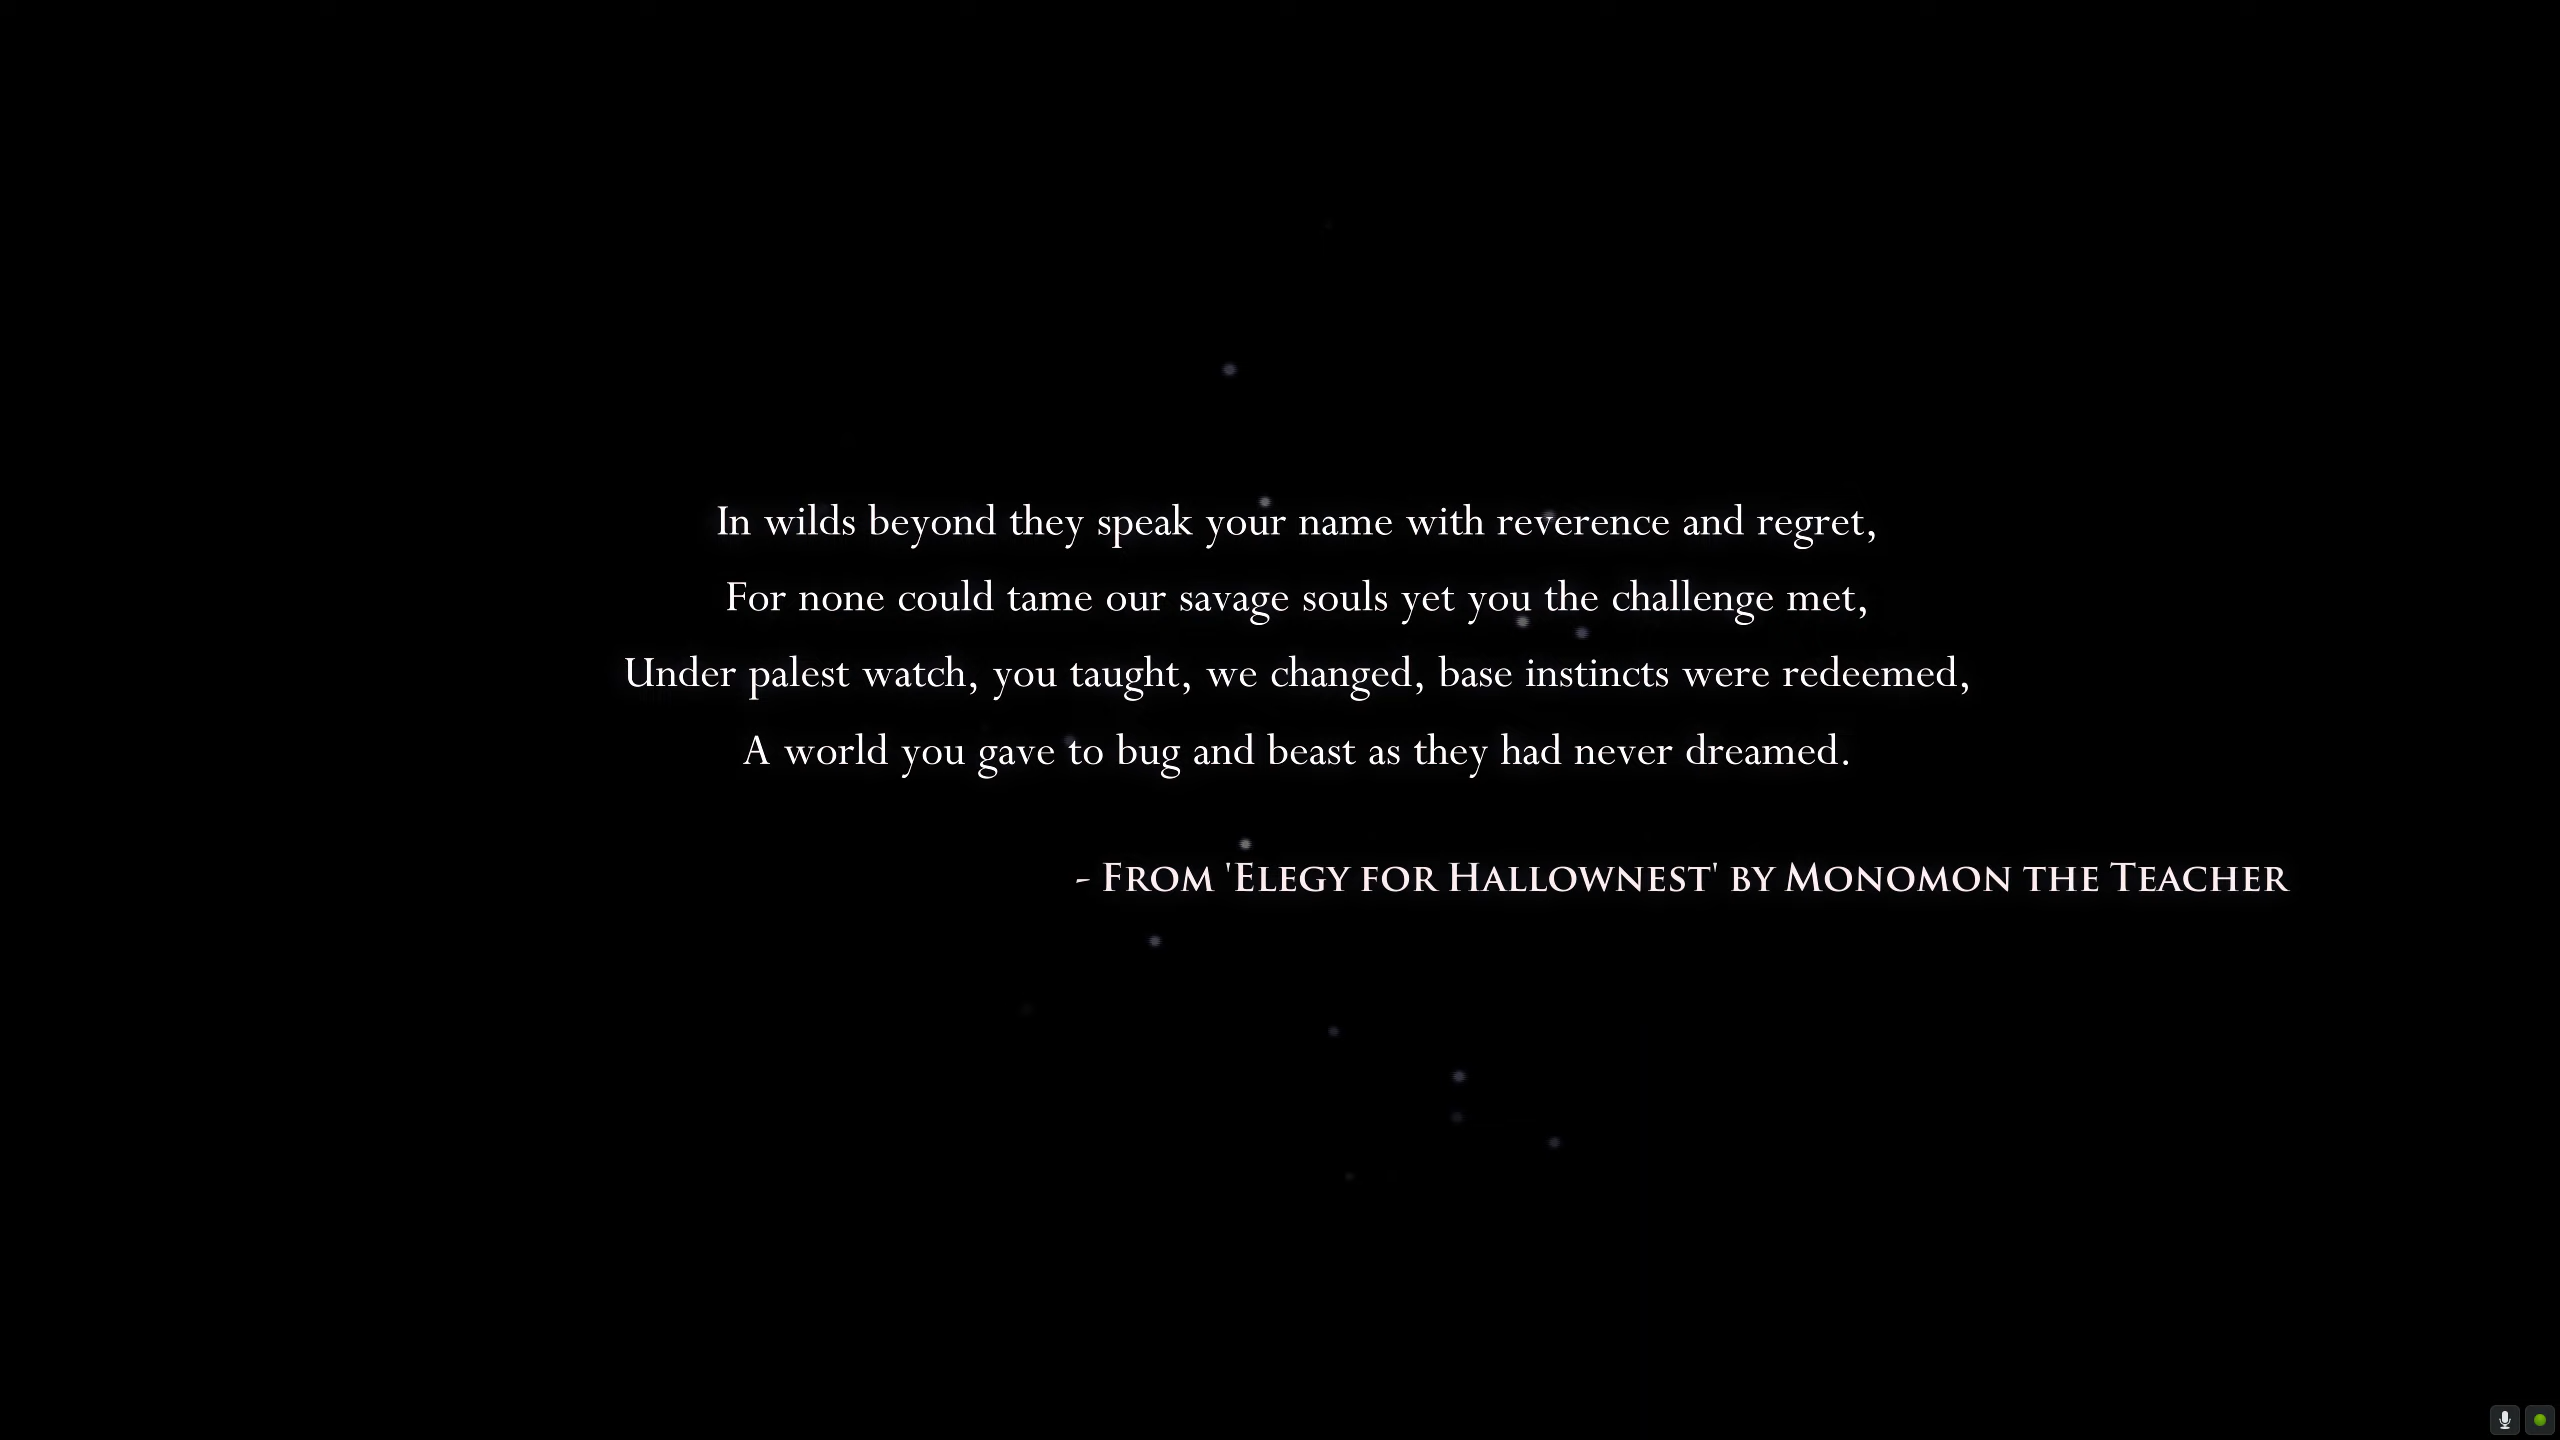 In wilds beyond they speak your name with reverence and regret,
For none could tame our savage souls yet you the challenge met,
Under palest watch, you taught, we changed, base instincts were redeemed,
A world you gave to bug and beast as they had never dreamed.
- From 'Elegy for Hallownest' by Monomon the Teacher